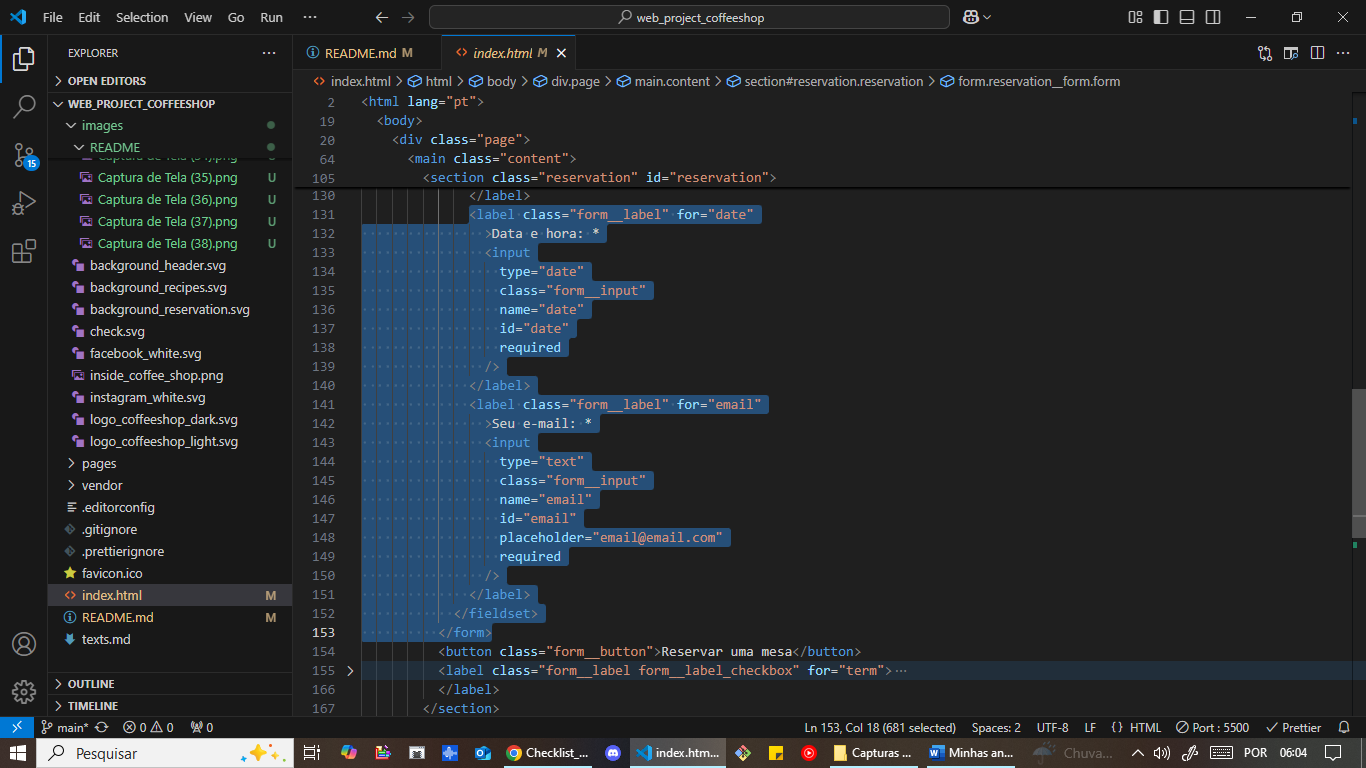 File Edit Selection View Go Run ···
web_project_coffeeshop
EXPLORER ···
OPEN EDITORS
WEB_PROJECT_COFFEESHOP
images
README
Captura de Tela (35).png U
Captura de Tela (36).png U
Captura de Tela (37).png U
Captura de Tela (38).png U
background_header.svg
background_recipes.svg
background_reservation.svg
check.svg
facebook_white.svg
inside_coffee_shop.png
instagram_white.svg
logo_coffeeshop_dark.svg
logo_coffeeshop_light.svg
pages
vendor
.editorconfig
.gitignore
.prettierignore
favicon.ico
index.html M
README.md M
texts.md
OUTLINE
TIMELINE
15
README.md M
index.html M
index.html > html > body > div.page > main.content > section#reservation.reservation > form.reservation__form.form
2 <html lang="pt">
19 <body>
20 <div class="page">
64 <main class="content">
105 <section class="reservation" id="reservation">
130 </label>
131 <label class="form__label" for="date"
132 >Data e hora: *
133 <input
134 type="date"
135 class="form__input"
136 name="date"
137 id="date"
138 required
139 />
140 </label>
141 <label class="form__label" for="email"
142 >Seu e-mail: *
143 <input
144 type="text"
145 class="form__input"
146 name="email"
147 id="email"
148 placeholder="email@email.com"
149 required
150 />
151 </label>
152 </fieldset>
153 </form>
154 <button class="form__button">Reservar uma mesa</button>
155 <label class="form__label form__label_checkbox" for="term">···
166 </label>
167 </section>
main* 0 0 0 Ln 153, Col 18 (681 selected) Spaces: 2 UTF-8 LF {} HTML Port : 5500 Prettier
Pesquisar Checklist_... index.htm... Capturas ... Minhas an... Chuva... POR 06:04